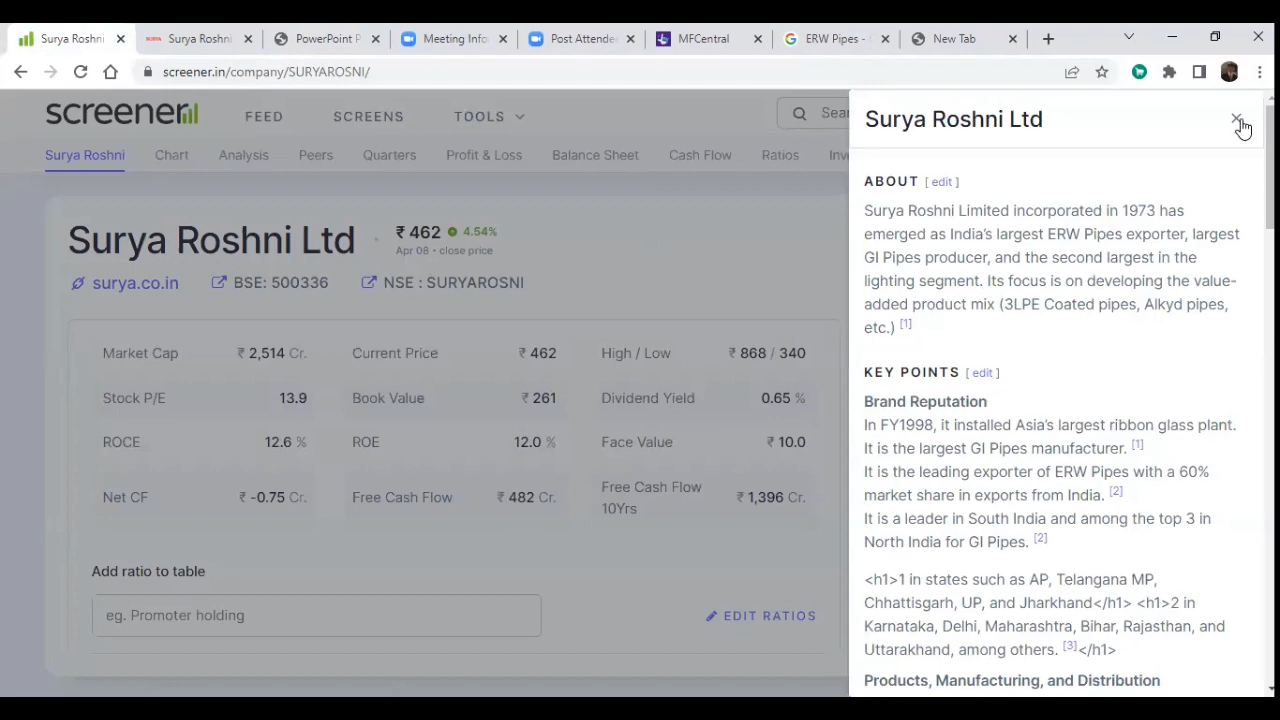 Surya Roshni
Surya Roshni
PowerPoint P
Meeting Info
Post Attende
MFCentral
ERW Pipes -
New Tab
screener.in/company/SURYAROSNI/
screener
FEED
SCREENS
TOOLS
Sear
Surya Roshni
Chart
Analysis
Peers
Quarters
Profit & Loss
Balance Sheet
Cash Flow
Ratios
Inv
Surya Roshni Ltd
₹ 462 4.54%
Apr 08 - close price
surya.co.in
BSE: 500336
NSE : SURYAROSNI
Market Cap ₹ 2,514 Cr.
Current Price ₹ 462
High / Low ₹ 868 / 340
Stock P/E 13.9
Book Value ₹ 261
Dividend Yield 0.65 %
ROCE 12.6 %
ROE 12.0 %
Face Value ₹ 10.0
Net CF ₹ -0.75 Cr.
Free Cash Flow ₹ 482 Cr.
Free Cash Flow
10Yrs ₹ 1,396 Cr.
Add ratio to table
eg. Promoter holding
EDIT RATIOS
Surya Roshni Ltd
ABOUT [ edit ]
Surya Roshni Limited incorporated in 1973 has
emerged as India's largest ERW Pipes exporter, largest
GI Pipes producer, and the second largest in the
lighting segment. Its focus is on developing the value-
added product mix (3LPE Coated pipes, Alkyd pipes,
etc.) [1]
KEY POINTS [ edit ]
Brand Reputation
In FY1998, it installed Asia's largest ribbon glass plant.
It is the largest GI Pipes manufacturer. [1]
It is the leading exporter of ERW Pipes with a 60%
market share in exports from India. [2]
It is a leader in South India and among the top 3 in
North India for GI Pipes. [2]
<h1>1 in states such as AP, Telangana MP,
Chhattisgarh, UP, and Jharkhand</h1> <h1>2 in
Karnataka, Delhi, Maharashtra, Bihar, Rajasthan, and
Uttarakhand, among others. [3]</h1>
Products, Manufacturing, and Distribution